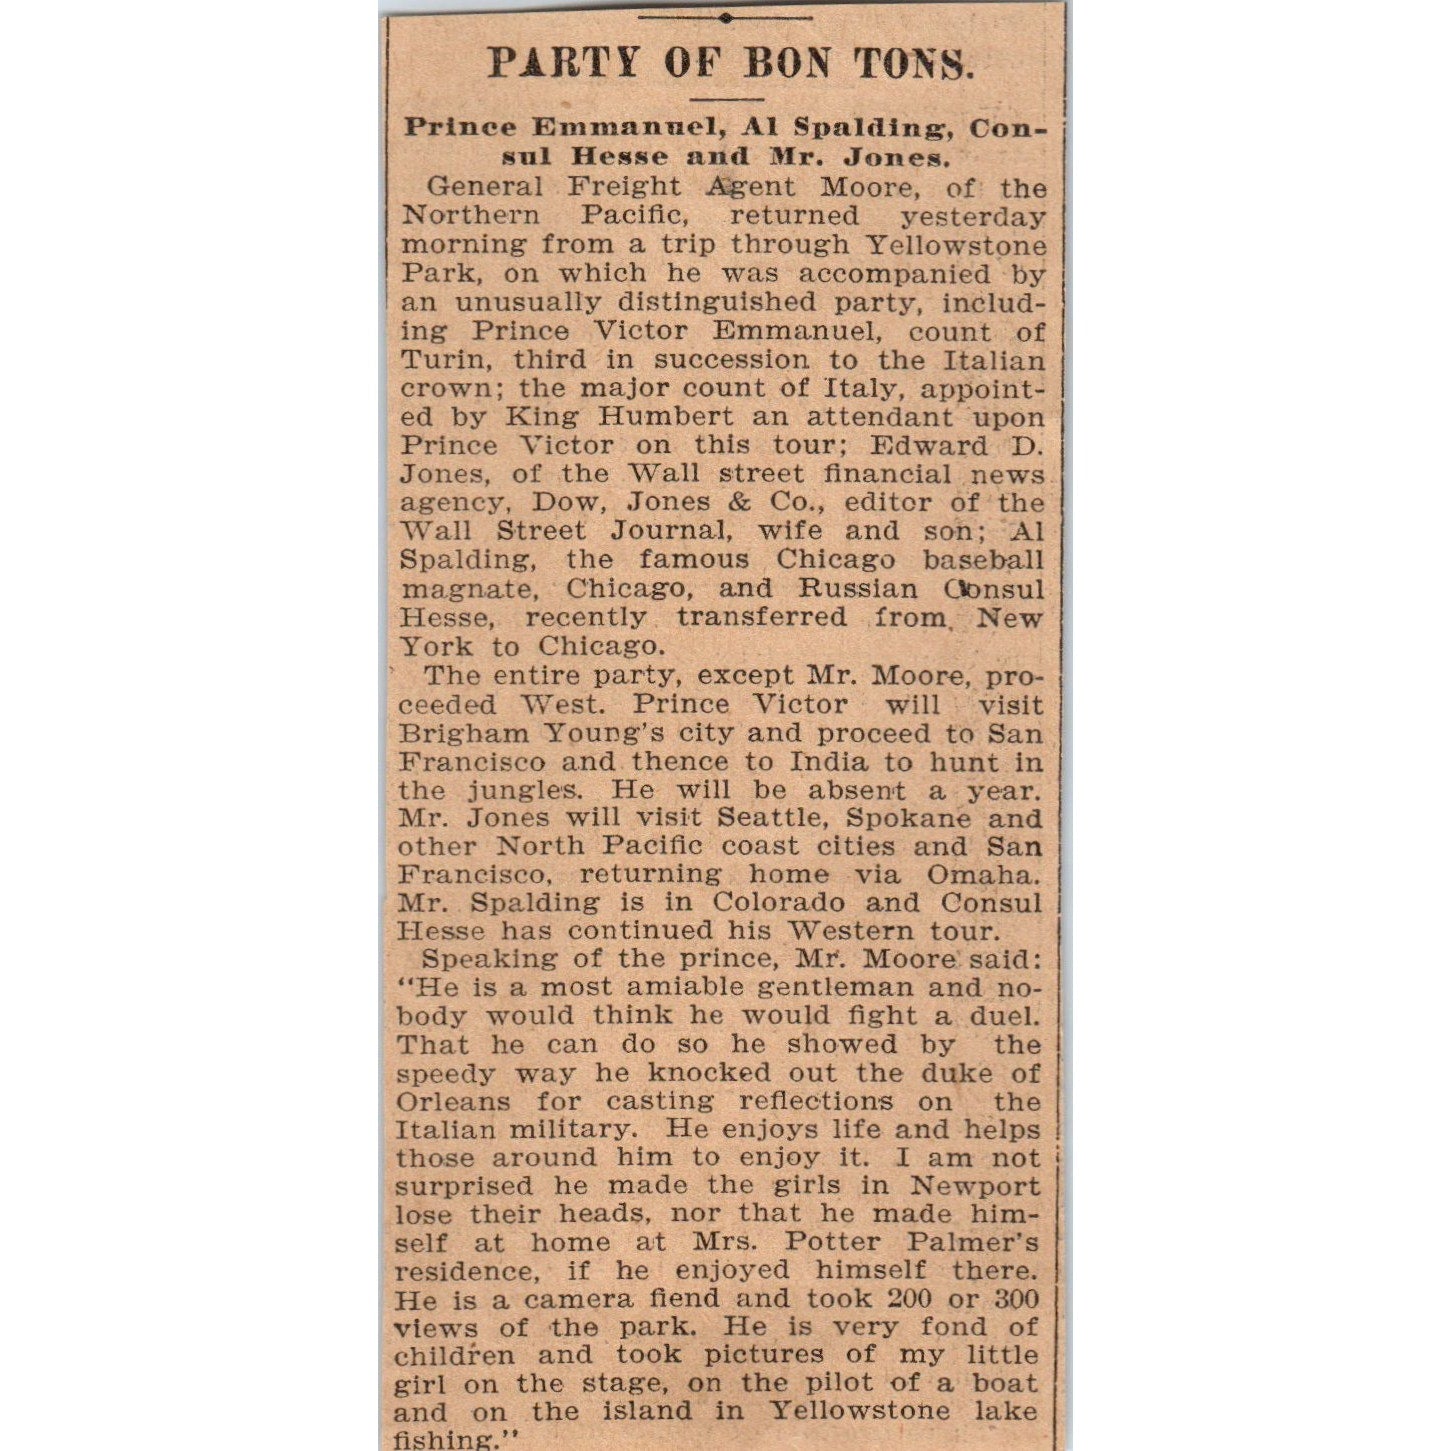 PARTY OF BON TONS.
Prince Emmanuel, Al Spalding, Con-
sul Hesse and Mr. Jones.
General Freight Agent Moore, of the
Northern Pacific, returned yesterday
morning from a trip through Yellowstone
Park, on which he was accompanied by
an unusually distinguished party, includ-
ing Prince Victor Emmanuel, count of
Turin, third in succession to the Italian
crown; the major count of Italy, appoint-
ed by King Humbert an attendant upon
Prince Victor on this tour; Edward D.
Jones, of the Wall street financial news
agency, Dow, Jones & Co., editor of the
Wall Street Journal, wife and son; Al
Spalding, the famous Chicago baseball
magnate, Chicago, and Russian Consul
Hesse, recently transferred from New
York to Chicago.
The entire party, except Mr. Moore, pro-
ceeded West. Prince Victor will visit
Brigham Young's city and proceed to San
Francisco and thence to India to hunt in
the jungles. He will be absent a year.
Mr. Jones will visit Seattle, Spokane and
other North Pacific coast cities and San
Francisco, returning home via Omaha.
Mr. Spalding is in Colorado and Consul
Hesse has continued his Western tour.
Speaking of the prince, Mr. Moore said:
"He is a most amiable gentleman and no-
body would think he would fight a duel.
That he can do so he showed by the
speedy way he knocked out the duke of
Orleans for casting reflections on the
Italian military. He enjoys life and helps
those around him to enjoy it. I am not
surprised he made the girls in Newport
lose their heads, nor that he made him-
self at home at Mrs. Potter Palmer's
residence, if he enjoyed himself there.
He is a camera fiend and took 200 or 300
views of the park. He is very fond of
children and took pictures of my little
girl on the stage, on the pilot of a boat
and on the island in Yellowstone lake
fishing."